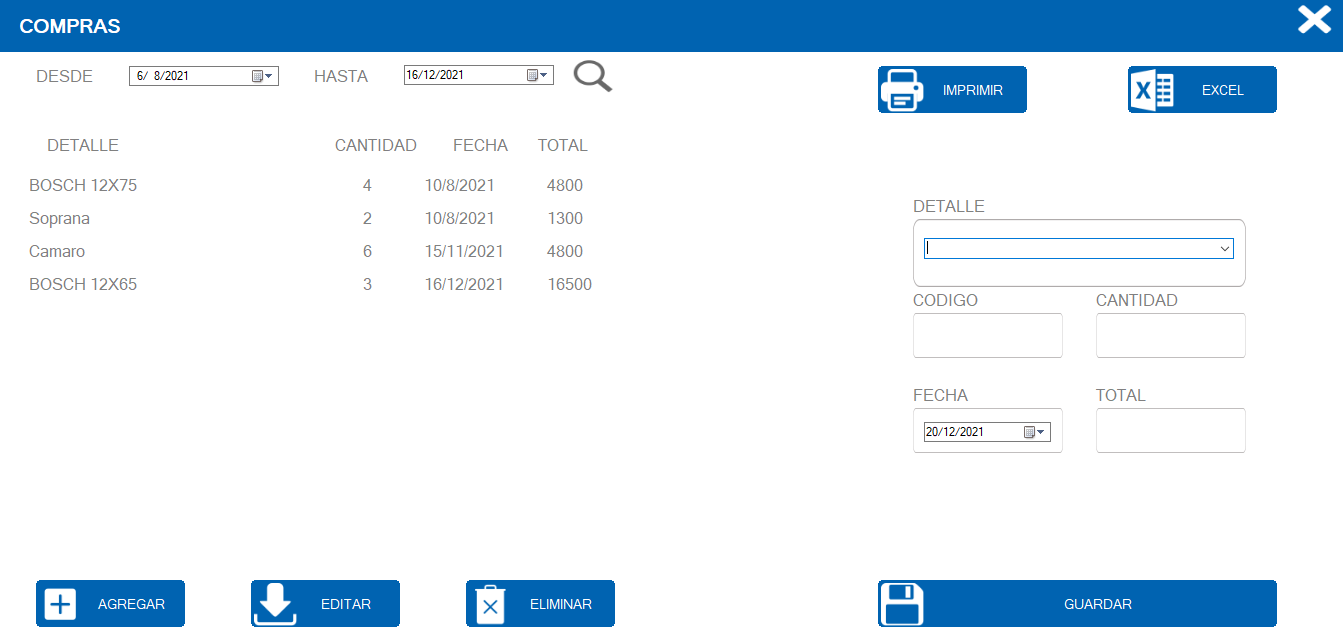 COMPRAS
DESDE 6/ 8/2021 HASTA 16/12/2021
IMPRIMIR X EXCEL
DETALLE CANTIDAD FECHA TOTAL
BOSCH 12X75 4 10/8/2021 4800
Soprana 2 10/8/2021 1300
Camaro 6 15/11/2021 4800
BOSCH 12X65 3 16/12/2021 16500
DETALLE
CODIGO CANTIDAD
FECHA TOTAL
20/12/2021
AGREGAR EDITAR ELIMINAR GUARDAR